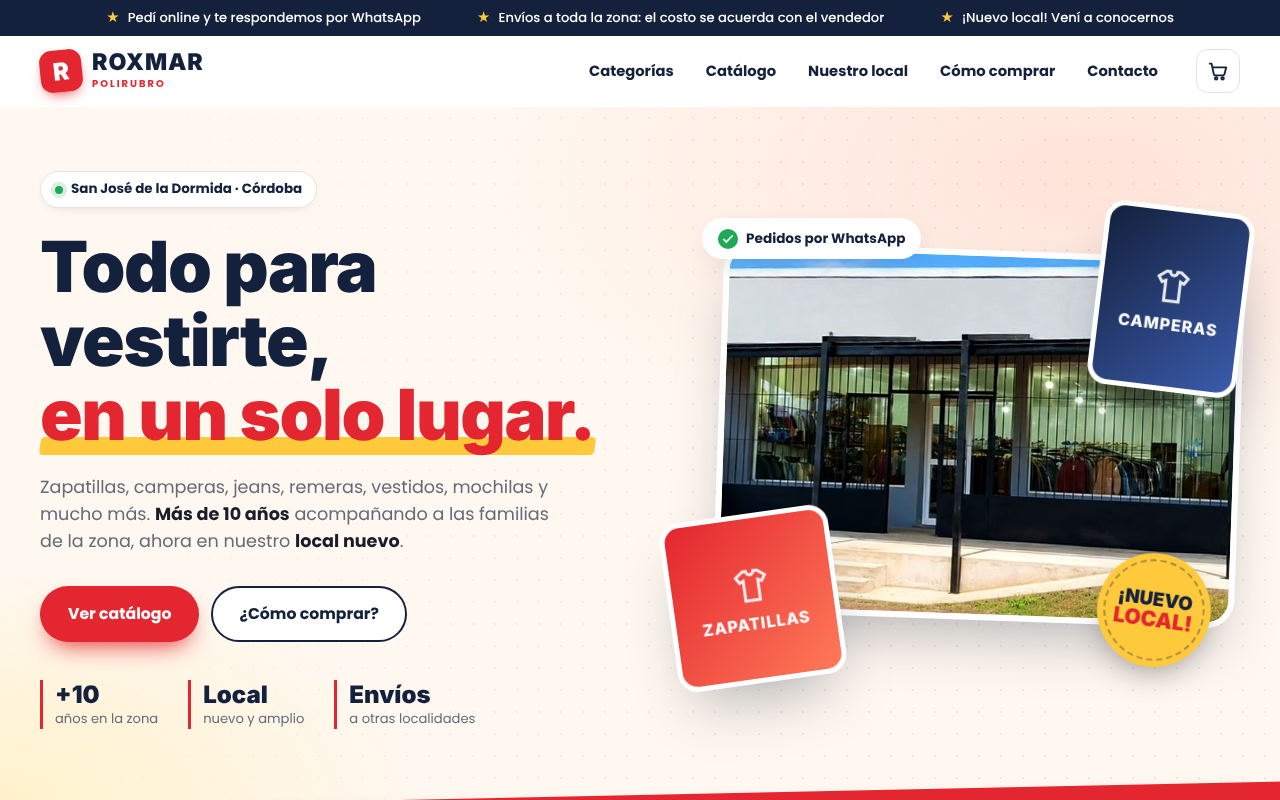 ★ Pedí online y te respondemos por WhatsApp ★ Envíos a toda la zona: el costo se acuerda con el vendedor ★ ¡Nuevo local! Vení a conocernos
R ROXMAR
POLIRUBRO
Categorías Catálogo Nuestro local Cómo comprar Contacto
San José de la Dormida · Córdoba
Todo para
vestirte,
en un solo lugar.
Zapatillas, camperas, jeans, remeras, vestidos, mochilas y
mucho más. Más de 10 años acompañando a las familias
de la zona, ahora en nuestro local nuevo.
Ver catálogo ¿Cómo comprar?
+10
años en la zona
Local
nuevo y amplio
Envíos
a otras localidades
Pedidos por WhatsApp
CAMPERAS
ZAPATILLAS
¡NUEVO
LOCAL!